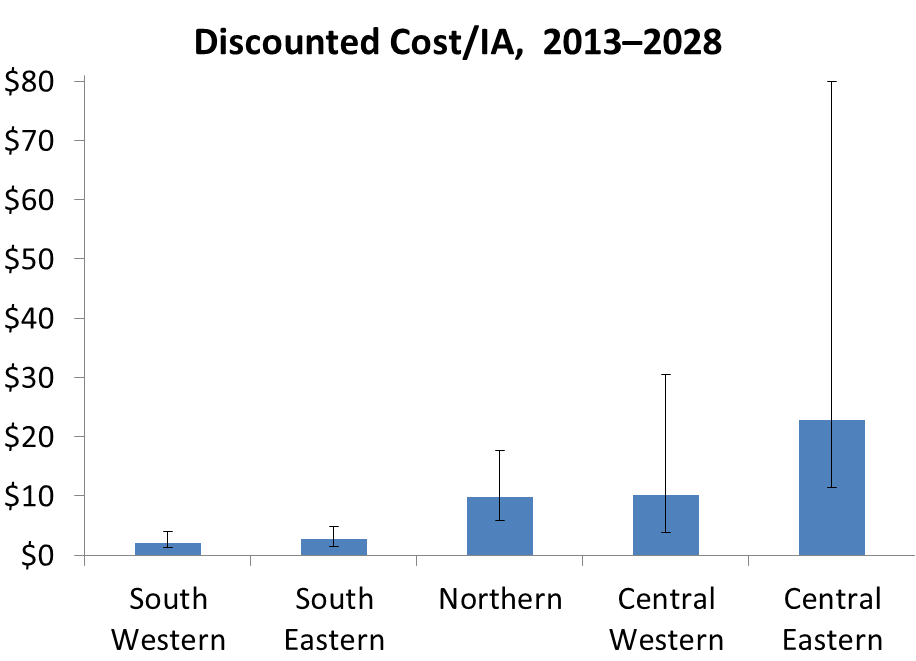 Discounted Cost/IA,  2013–2028
$80
$70
$60
$50
$40
$30
$20
$10
$0
South Western
South Eastern
Northern
Central Western
Central Eastern